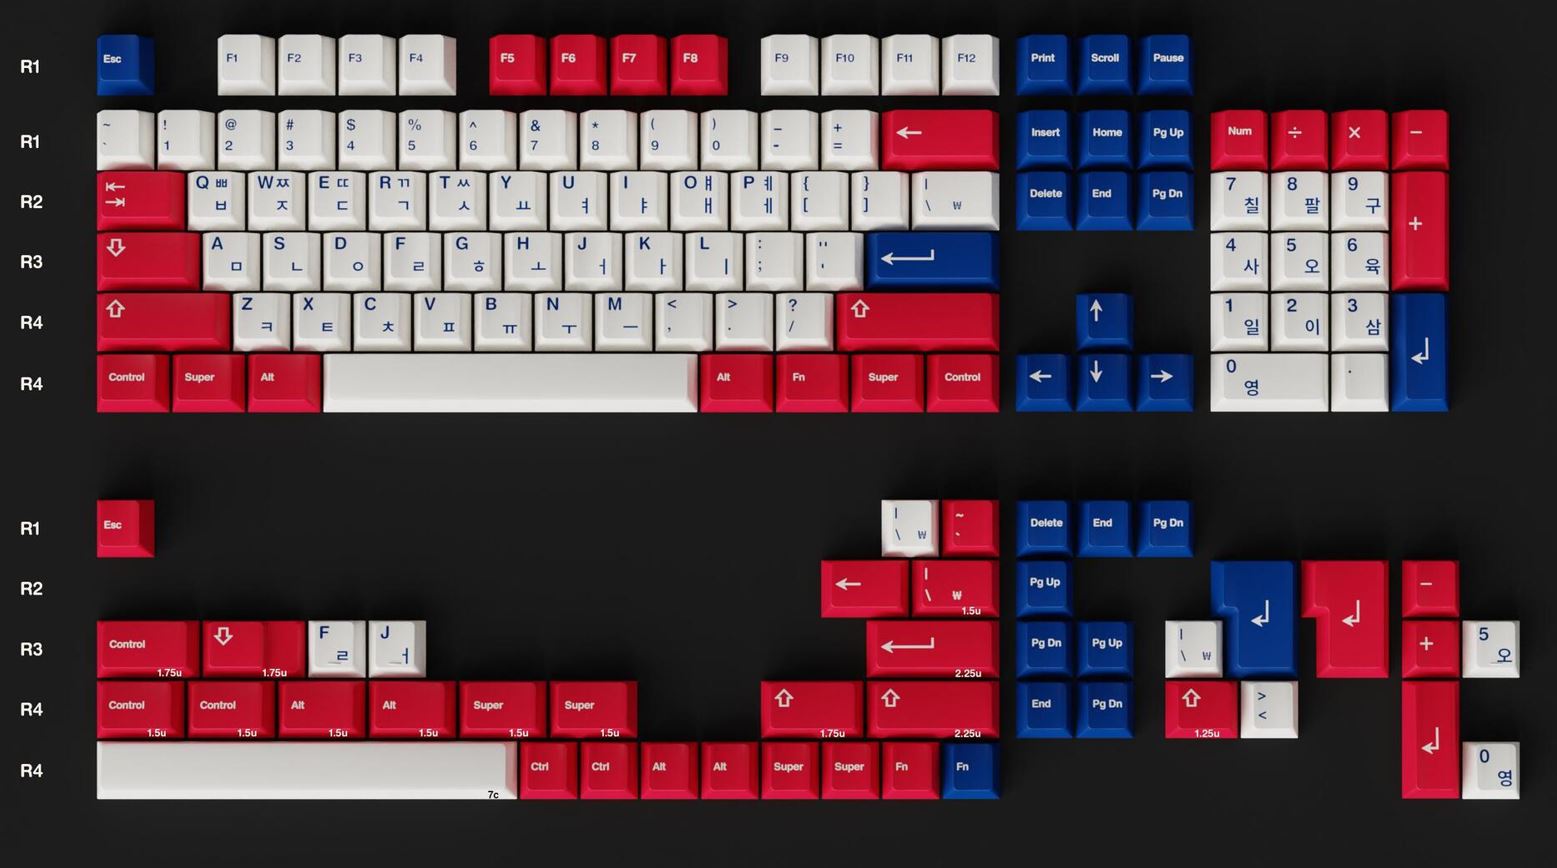 R1 Esc F1 F2 F3 F4 F5 F6 F7 F8 F9 F10 F11 F12 Print Scroll Pause
~ ! @ # $ % ^ & * ( ) _ +
R1 ` 1 2 3 4 5 6 7 8 9 0 - = ← Insert Home Pg Up Num ÷ × −
⇤ Q ㅃ W ㅉ E ㄸ R ㄲ T ㅆ Y U I O ㅒ P ㅖ { } | 7 8 9
R2 ⇥ ㅂ ㅈ ㄷ ㄱ ㅅ ㅛ ㅕ ㅑ ㅐ ㅔ [ ] \ ₩ Delete End Pg Dn 칠 팔 구 +
⇩ A S D F G H J K L : " 4 5 6
R3 ㅁ ㄴ ㅇ ㄹ ㅎ ㅗ ㅓ ㅏ ㅣ ; ' ↵ 사 오 육
⇧ Z X C V B N M < > ? ⇧ ↑ 1 2 3
R4 ㅋ ㅌ ㅊ ㅍ ㅠ ㅜ ㅡ , . / 일 이 삼 ↵
R4 Control Super Alt Alt Fn Super Control ← ↓ → 0 .
영
| ~
R1 Esc \ ₩ ` Delete End Pg Dn
|
R2 ← \ ₩ Pg Up ↵ ↵ −
1.5u
F J | 5
R3 Control ⇩ ㄹ ㅓ ↵ Pg Dn Pg Up \ ₩ + 오
1.75u 1.75u 2.25u
R4 Control Control Alt Alt Super Super ⇧ ⇧ End Pg Dn ⇧ >
<
1.5u 1.5u 1.5u 1.5u 1.5u 1.5u 1.75u 2.25u 1.25u
R4 Ctrl Ctrl Alt Alt Super Super Fn Fn ↵ 0
7c 영